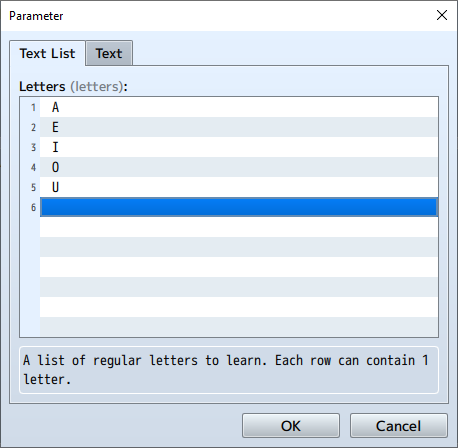 Parameter
Text List Text
Letters (letters):
1 A
2 E
3 I
4 O
5 U
6
A list of regular letters to learn. Each row can contain 1
letter.
OK Cancel